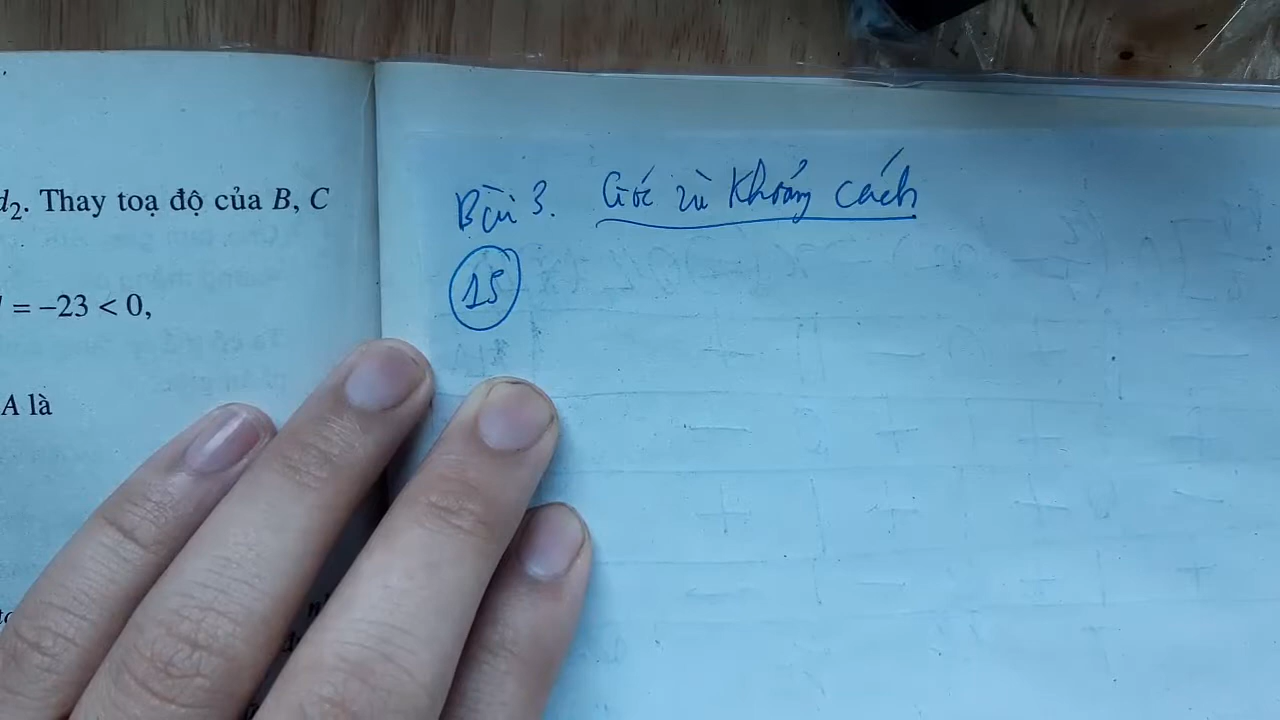 d₂. Thay toạ độ của B, C
= –23 < 0,
A là
Bài 3. Góc và Khoảng cách
15